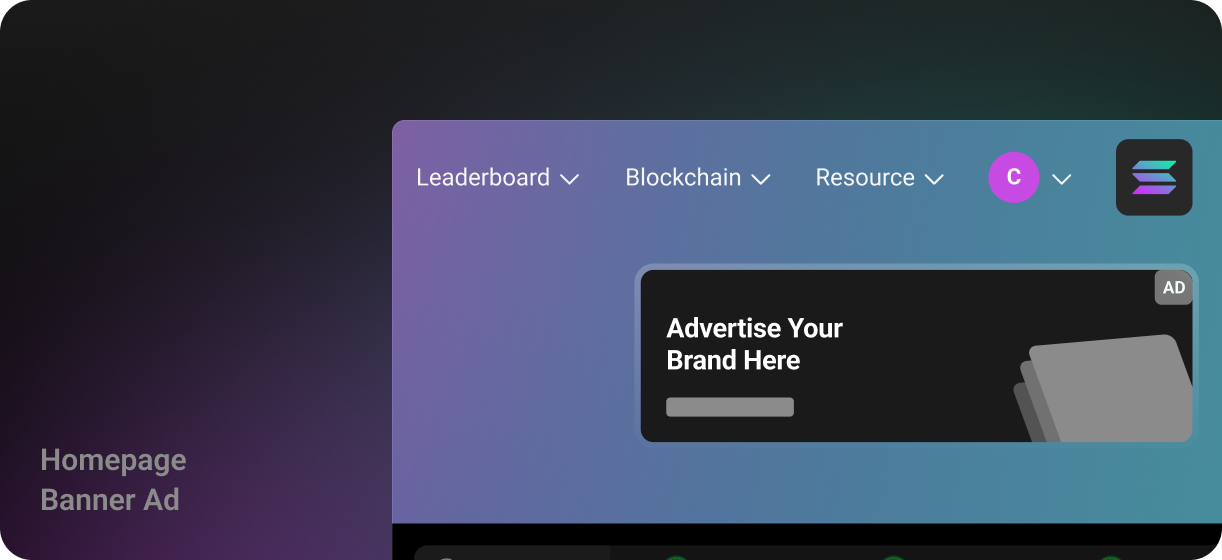 Leaderboard
Blockchain
Resource
C
AD
Advertise Your
Brand Here
Homepage
Banner Ad